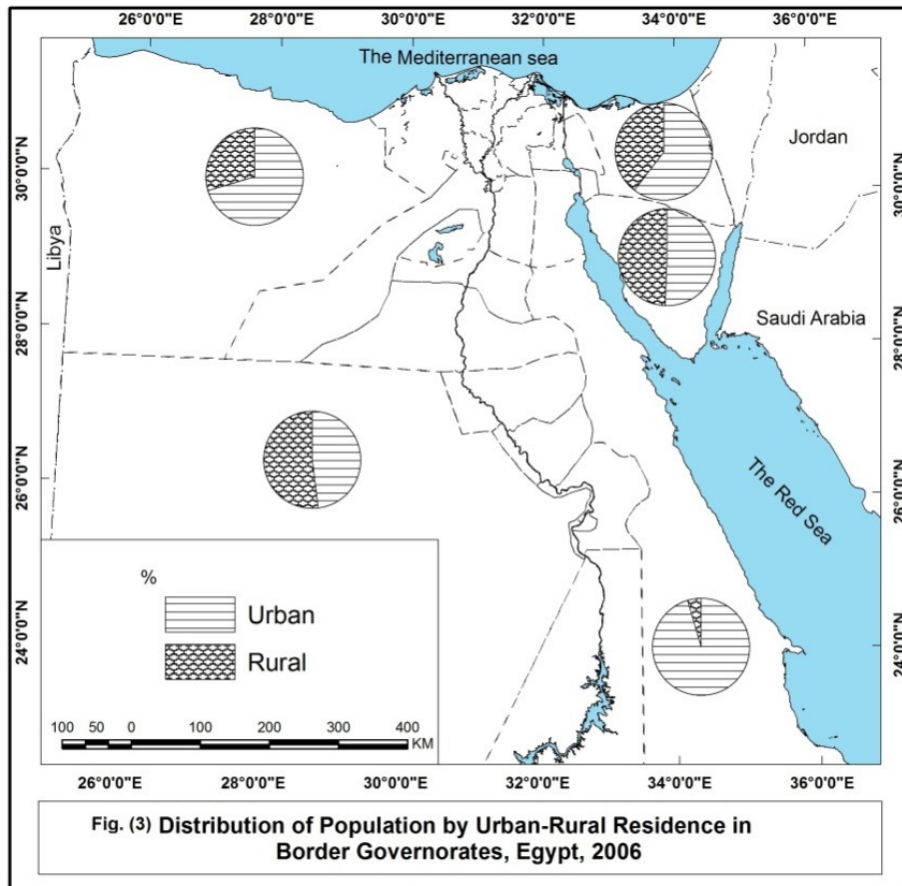 26°0'0"E 28°0'0"E 30°0'0"E 32°0'0"E 34°0'0"E 36°0'0"E
The Mediterranean sea
Jordan
30°0'0"N
30°0'0"N
Libya
Saudi Arabia
28°0'0"N
28°0'0"N
The Red Sea
26°0'0"N
26°0'0"N
%
Urban
Rural
24°0'0"N
24°0'0"N
100 50 0 100 200 300 400
KM
26°0'0"E 28°0'0"E 30°0'0"E 32°0'0"E 34°0'0"E 36°0'0"E
Fig. (3) Distribution of Population by Urban-Rural Residence in
Border Governorates, Egypt, 2006